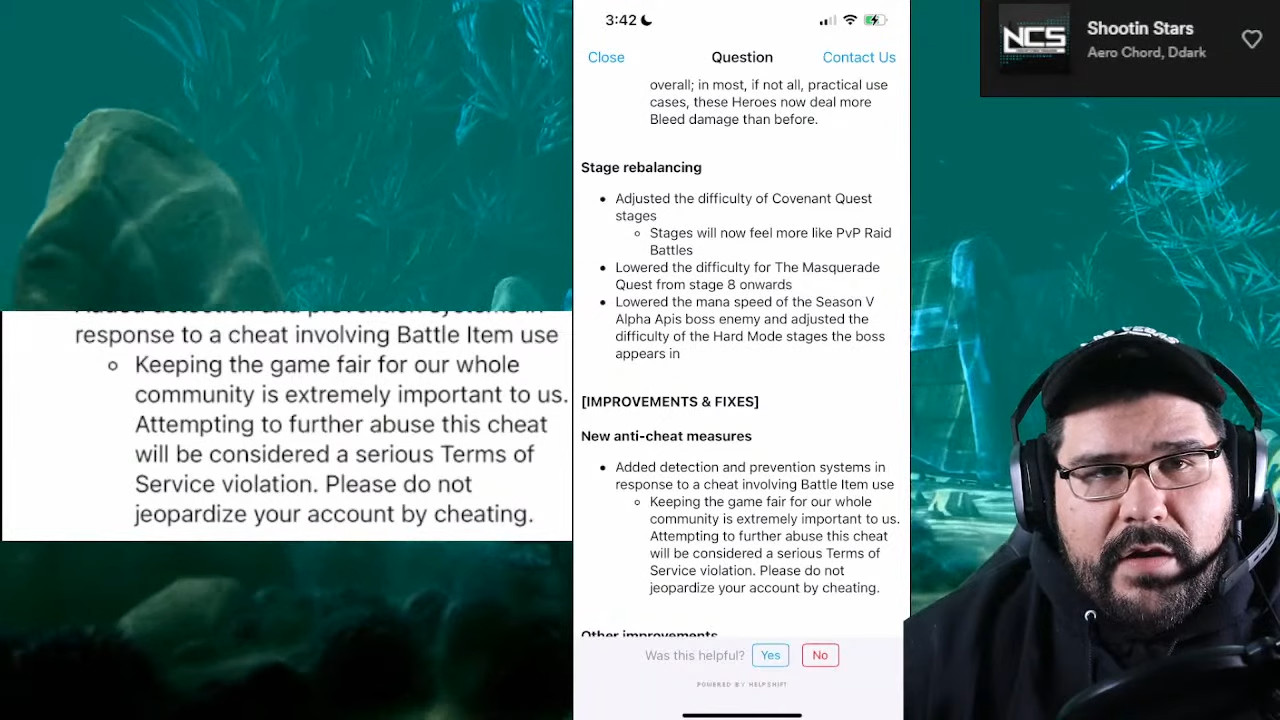 3:42
Close
Question
Contact Us
overall; in most, if not all, practical use
cases, these Heroes now deal more
Bleed damage than before.
Stage rebalancing
Adjusted the difficulty of Covenant Quest
stages
Stages will now feel more like PvP Raid
Battles
Lowered the difficulty for The Masquerade
Quest from stage 8 onwards
Lowered the mana speed of the Season V
Alpha Apis boss enemy and adjusted the
difficulty of the Hard Mode stages the boss
appears in
[IMPROVEMENTS & FIXES]
New anti-cheat measures
Added detection and prevention systems in
response to a cheat involving Battle Item use
Keeping the game fair for our whole
community is extremely important to us.
Attempting to further abuse this cheat
will be considered a serious Terms of
Service violation. Please do not
jeopardize your account by cheating.
Other improvements
Was this helpful?
Yes
No
POWERED BY HELPSHIFT
Added detection and prevention systems in
response to a cheat involving Battle Item use
Keeping the game fair for our whole
community is extremely important to us.
Attempting to further abuse this cheat
will be considered a serious Terms of
Service violation. Please do not
jeopardize your account by cheating.
NCS
Shootin Stars
Aero Chord, Ddark